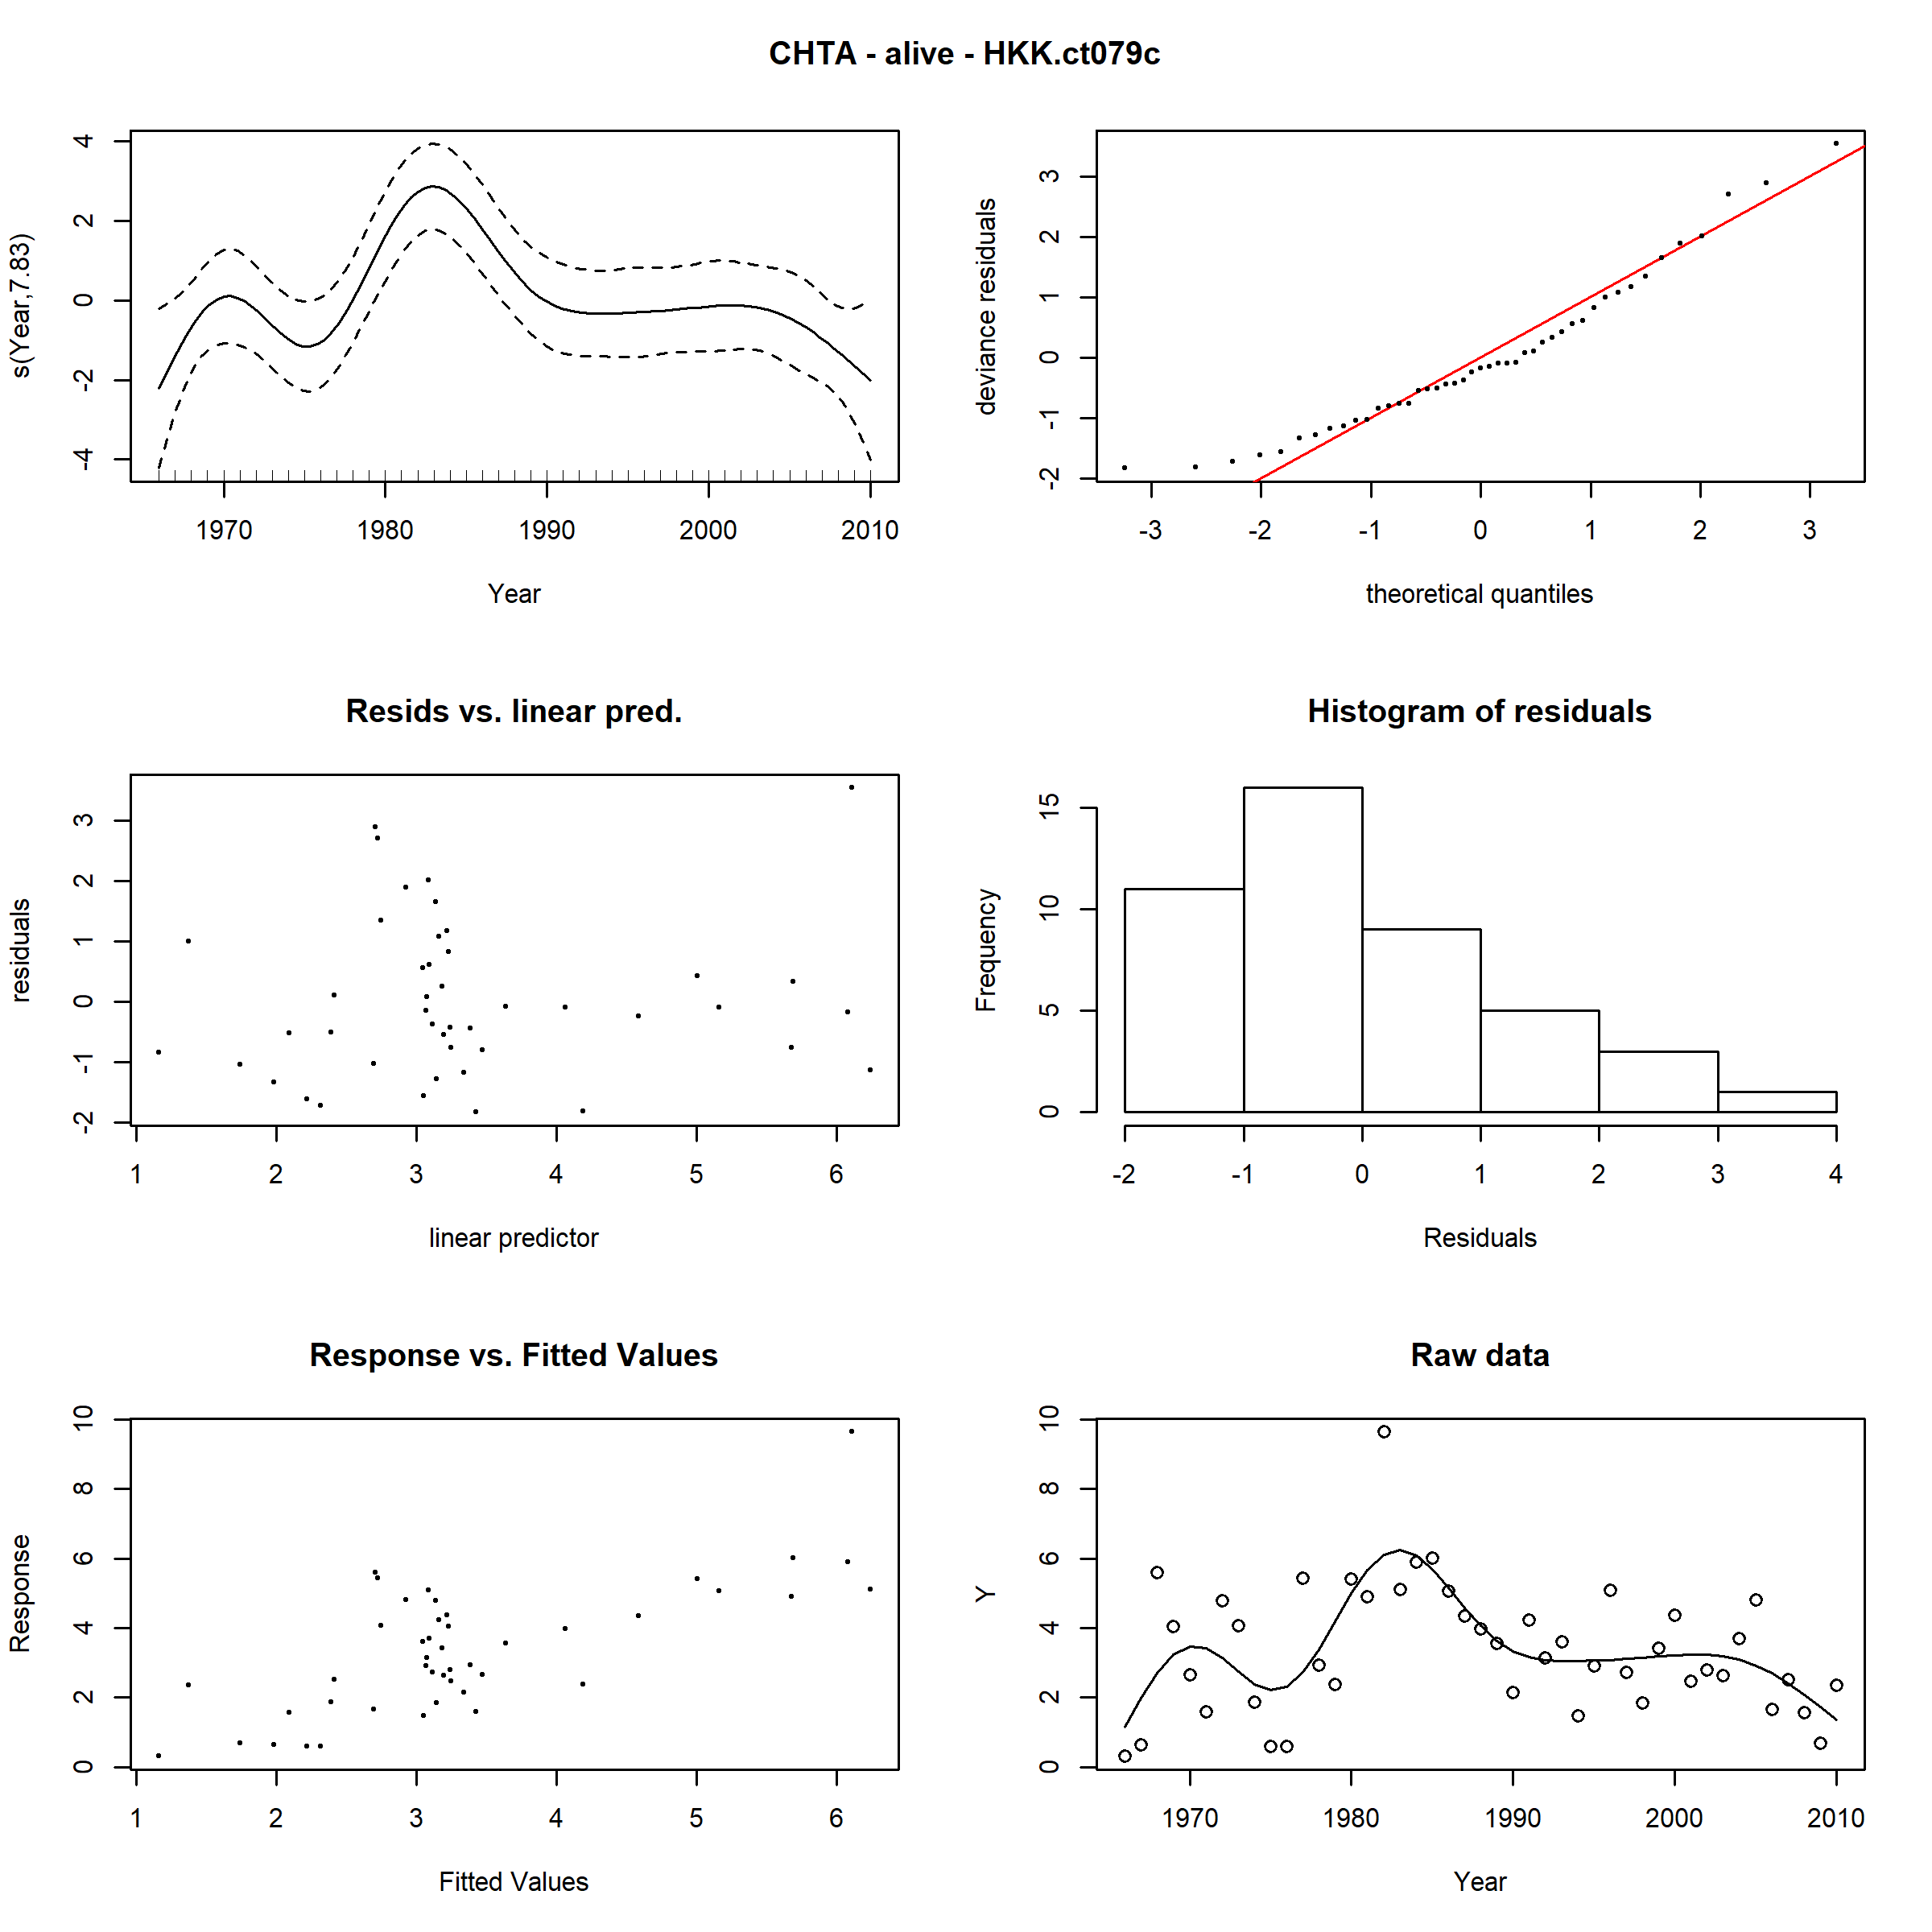 CHTA - alive - HKK.ct079c
s(Year,7.83)
4
2
0
-2
-4
1970 1980 1990 2000 2010
Year
deviance residuals
3
2
1
0
-1
-2
-3 -2 -1 0 1 2 3
theoretical quantiles
Resids vs. linear pred.
residuals
3
2
1
0
-1
-2
1 2 3 4 5 6
linear predictor
Histogram of residuals
Frequency
15
10
5
0
-2 -1 0 1 2 3 4
Residuals
Response vs. Fitted Values
Response
10
8
6
4
2
0
1 2 3 4 5 6
Fitted Values
Raw data
Y
10
8
6
4
2
0
1970 1980 1990 2000 2010
Year